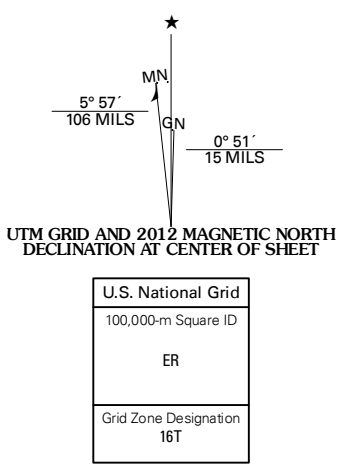 ★
MN
5° 57´
106 MILS
GN
0° 51´
15 MILS
UTM GRID AND 2012 MAGNETIC NORTH
DECLINATION AT CENTER OF SHEET
U.S. National Grid
100,000-m Square ID
ER
Grid Zone Designation
16T